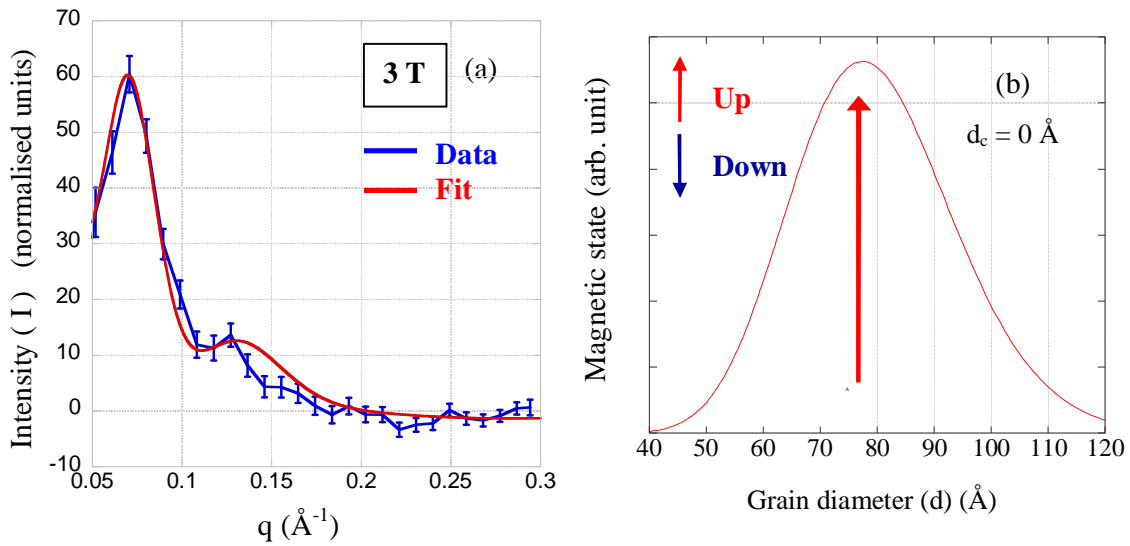 70
60
50
40
30
20
10
0
-10
Intensity ( I ) (normalised units)
3 T
(a)
Data
Fit
0.05 0.1 0.15 0.2 0.25 0.3
q (Å⁻¹)
Magnetic state (arb. unit)
Up
Down
(b)
d_c = 0 Å
40 50 60 70 80 90 100 110 120
Grain diameter (d) (Å)